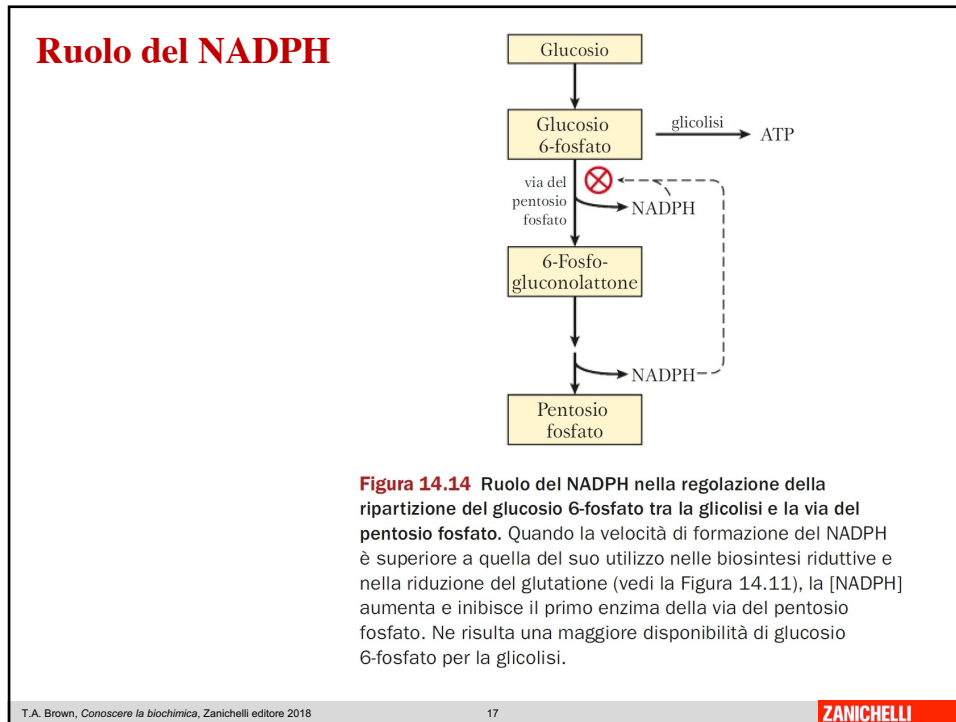 Ruolo del NADPH
Glucosio
Glucosio
6-fosfato
glicolisi
ATP
via del
pentosio
fosfato
NADPH
6-Fosfo-
gluconolattone
NADPH
Pentosio
fosfato
Figura 14.14 Ruolo del NADPH nella regolazione della
ripartizione del glucosio 6-fosfato tra la glicolisi e la via del
pentosio fosfato. Quando la velocità di formazione del NADPH
è superiore a quella del suo utilizzo nelle biosintesi riduttive e
nella riduzione del glutatione (vedi la Figura 14.11), la [NADPH]
aumenta e inibisce il primo enzima della via del pentosio
fosfato. Ne risulta una maggiore disponibilità di glucosio
6-fosfato per la glicolisi.
T.A. Brown, Conoscere la biochimica, Zanichelli editore 2018
17
ZANICHELLI